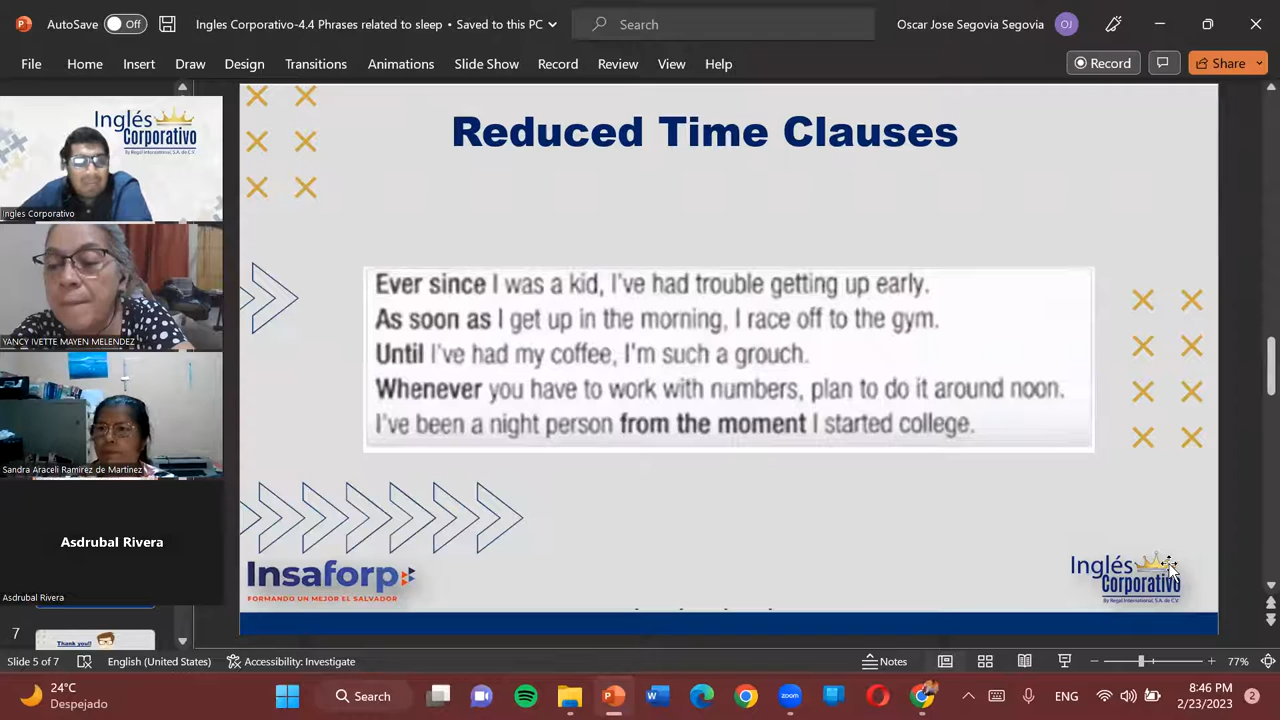 AutoSave Off Ingles Corporativo-4.4 Phrases related to sleep • Saved to this PC Search Oscar Jose Segovia Segovia OJ
File Home Insert Draw Design Transitions Animations Slide Show Record Review View Help Record Share
Inglés
Corporativo
Ingles Corporativo
YANCY IVETTE MAYEN MELENDEZ
Sandra Araceli Ramirez de Martinez
Asdrubal Rivera
Asdrubal Rivera
7
Thank you!!
Reduced Time Clauses
Ever since I was a kid, I've had trouble getting up early.
As soon as I get up in the morning, I race off to the gym.
Until I've had my coffee, I'm such a grouch.
Whenever you have to work with numbers, plan to do it around noon.
I've been a night person from the moment I started college.
Insaforp
FORMANDO UN MEJOR EL SALVADOR
Inglés
Corporativo
By Regal International, S.A. de C.V.
Slide 5 of 7 English (United States) Accessibility: Investigate Notes 77%
24°C
Despejado
Search
zoom
ENG
8:46 PM
2/23/2023
2